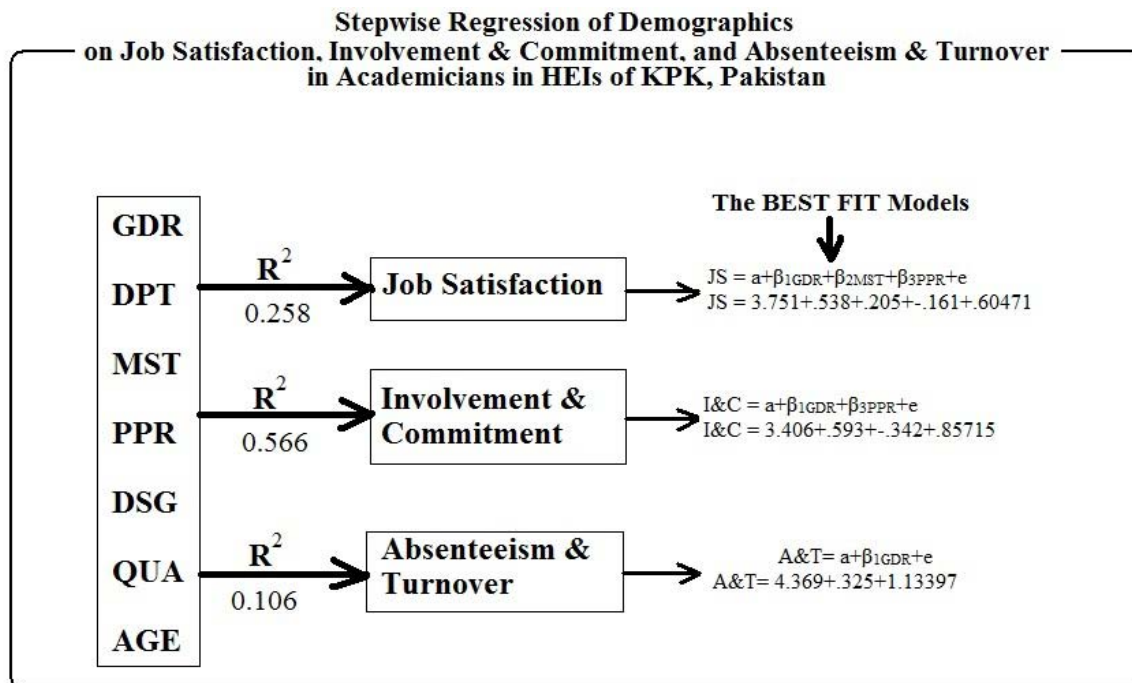 Stepwise Regression of Demographics
on Job Satisfaction, Involvement & Commitment, and Absenteeism & Turnover
in Academicians in HEIs of KPK, Pakistan
GDR
DPT
MST
PPR
DSG
QUA
AGE
R²
0.258
Job Satisfaction
The BEST FIT Models
JS = a+β1GDR+β2MST+β3PPR+e
JS = 3.751+.538+.205+-.161+.60471
R²
0.566
Involvement &
Commitment
I&C = a+β1GDR+β3PPR+e
I&C = 3.406+.593+-.342+.85715
R²
0.106
Absenteeism &
Turnover
A&T= a+β1GDR+e
A&T= 4.369+.325+1.13397